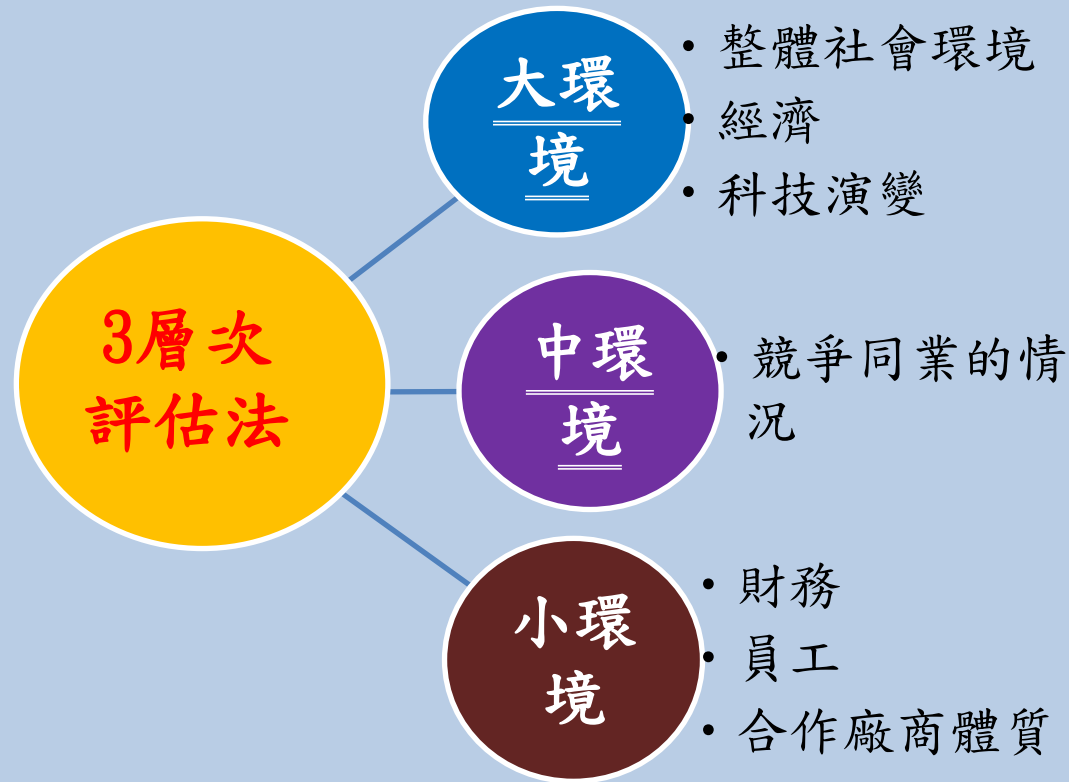 3層次
評估法
大環
境
• 整體社會環境
• 經濟
• 科技演變
中環
境
• 競爭同業的情
況
小環
境
• 財務
• 員工
• 合作廠商體質